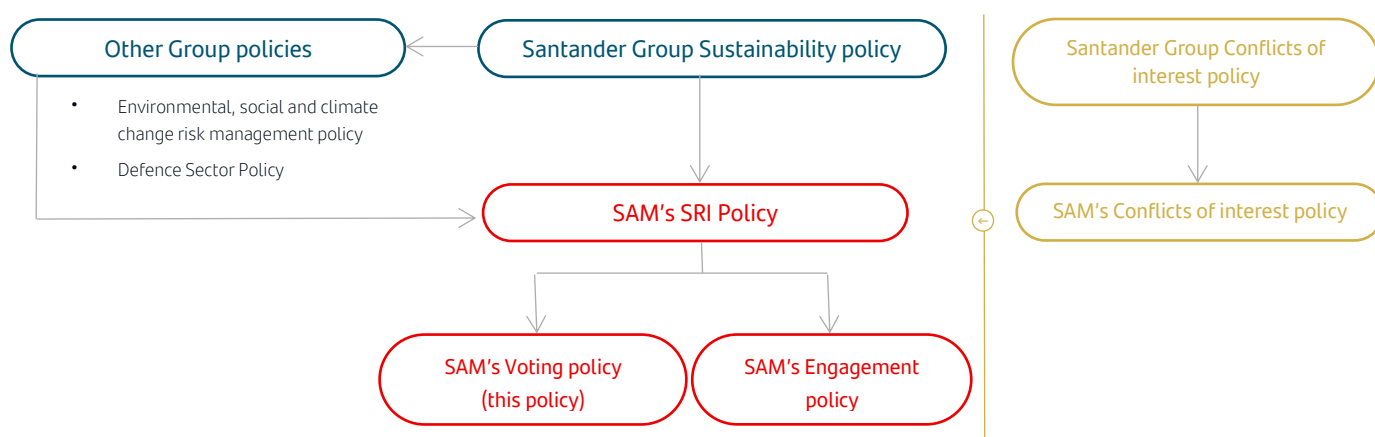 Other Group policies
Santander Group Sustainability policy
Santander Group Conflicts of
interest policy
• Environmental, social and climate
change risk management policy
• Defence Sector Policy
SAM's SRI Policy
SAM's Conflicts of interest policy
SAM's Voting policy
(this policy)
SAM's Engagement
policy